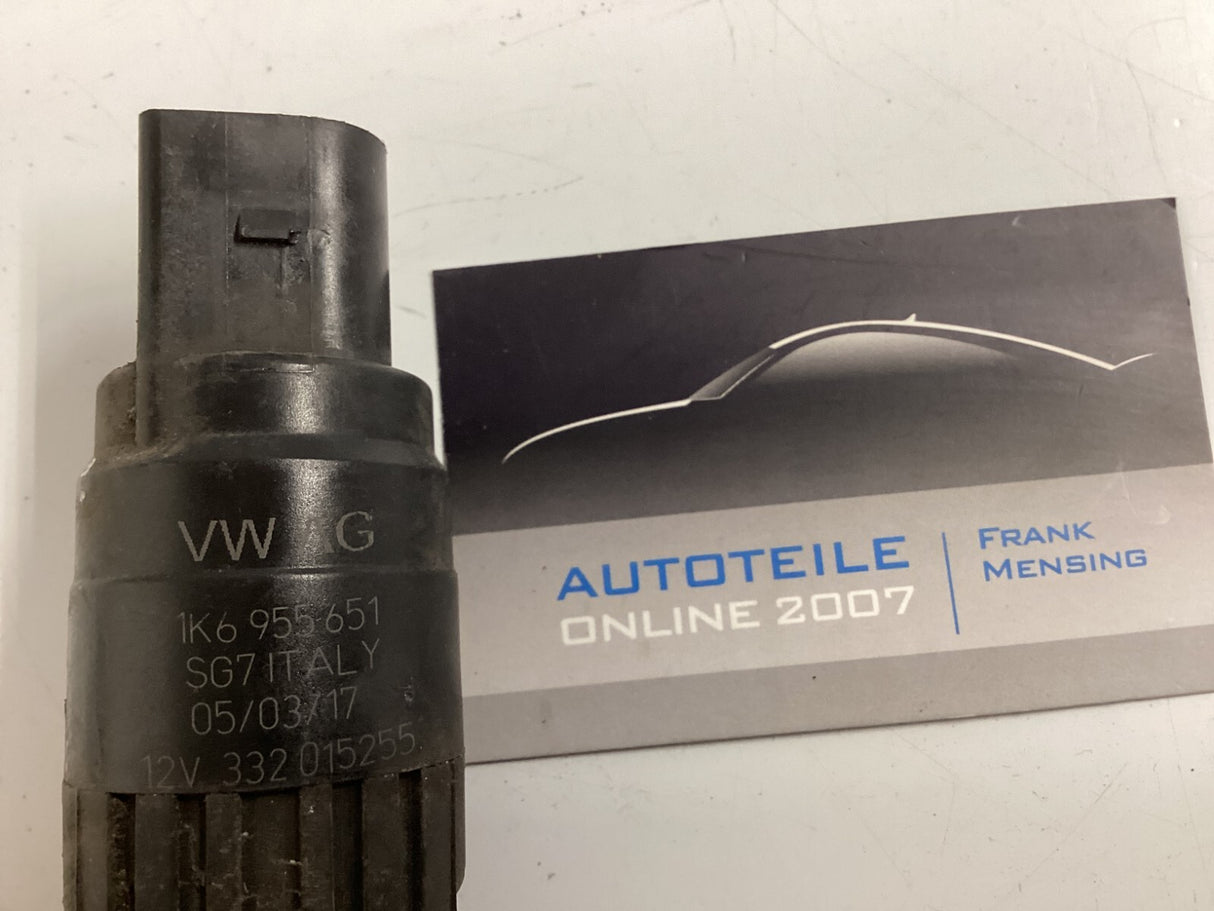 VW AG
1K6 955 651
SG7 ITALY
05/03/17
12V 332 015255
AUTOTEILE
ONLINE 2007
FRANK
MENSING